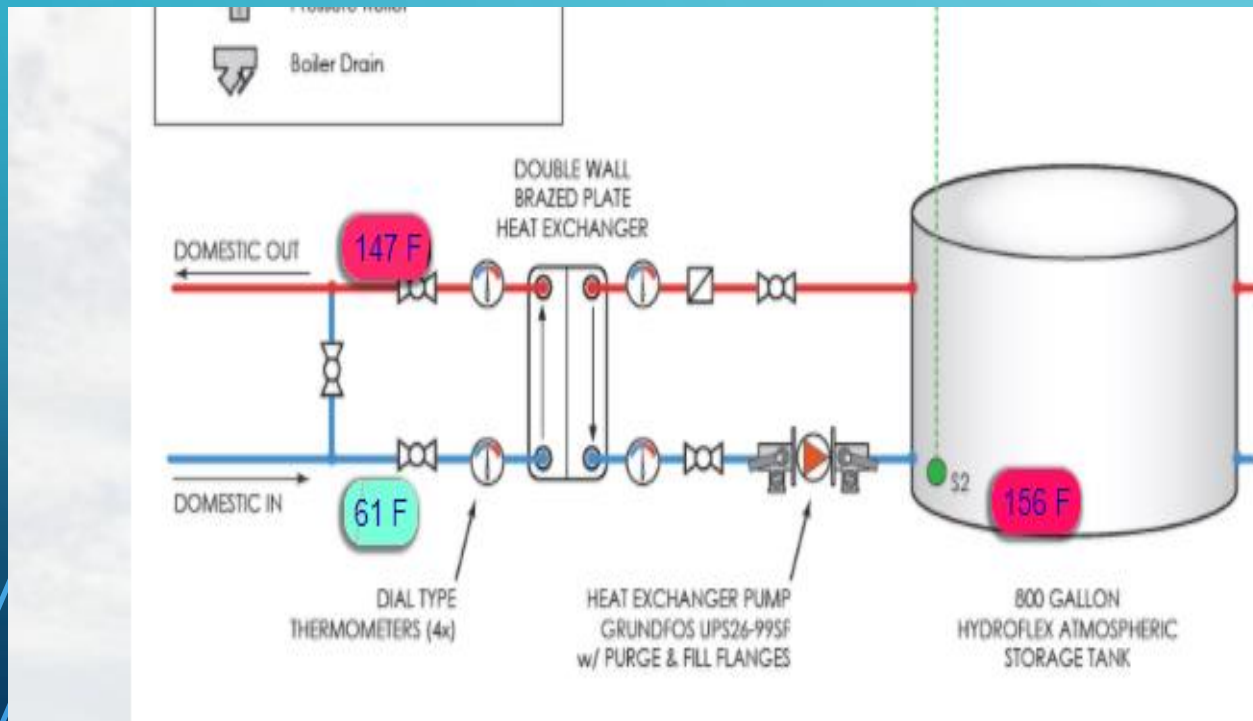 Boiler Drain
DOUBLE WALL
BRAZED PLATE
HEAT EXCHANGER
DOMESTIC OUT
147 F
DOMESTIC IN
61 F
S2
156 F
DIAL TYPE
THERMOMETERS (4x)
HEAT EXCHANGER PUMP
GRUNDFOS UPS26-99SF
w/ PURGE & FILL FLANGES
800 GALLON
HYDROFLEX ATMOSPHERIC
STORAGE TANK